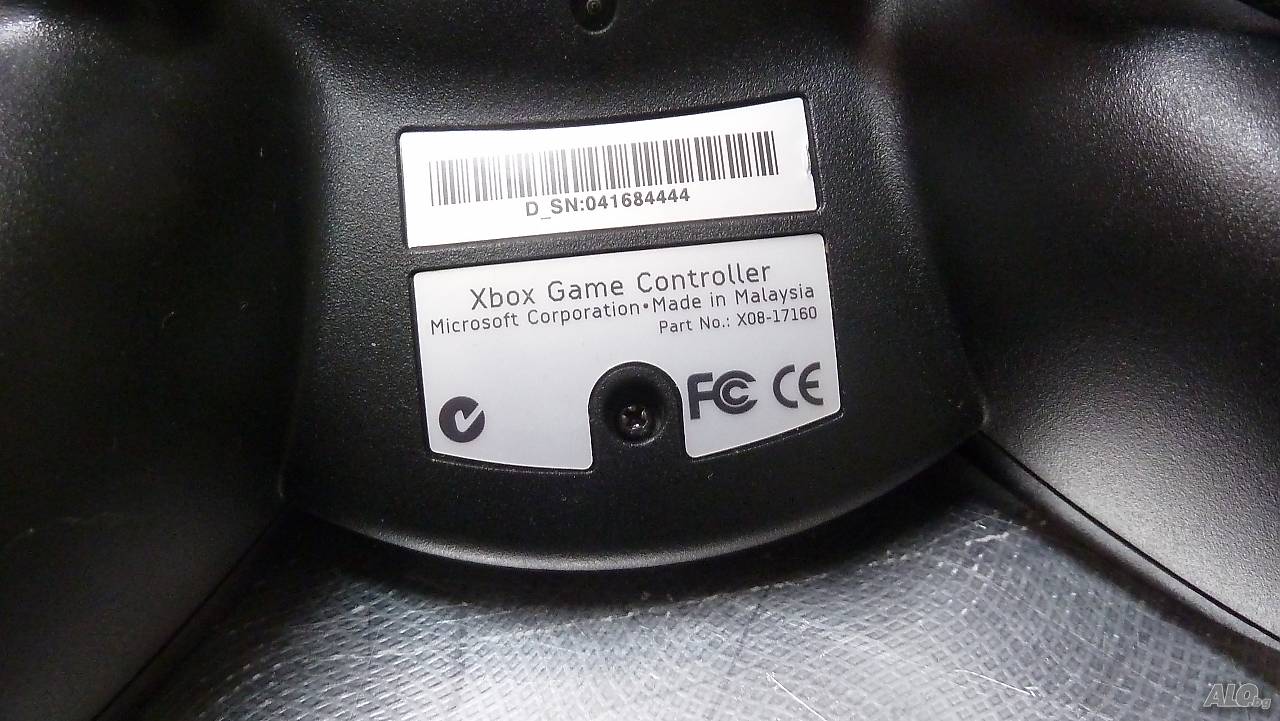 D_SN:041684444
Xbox Game Controller
Microsoft Corporation•Made in Malaysia
Part No.: X08-17160
FC CE
ALO.bg